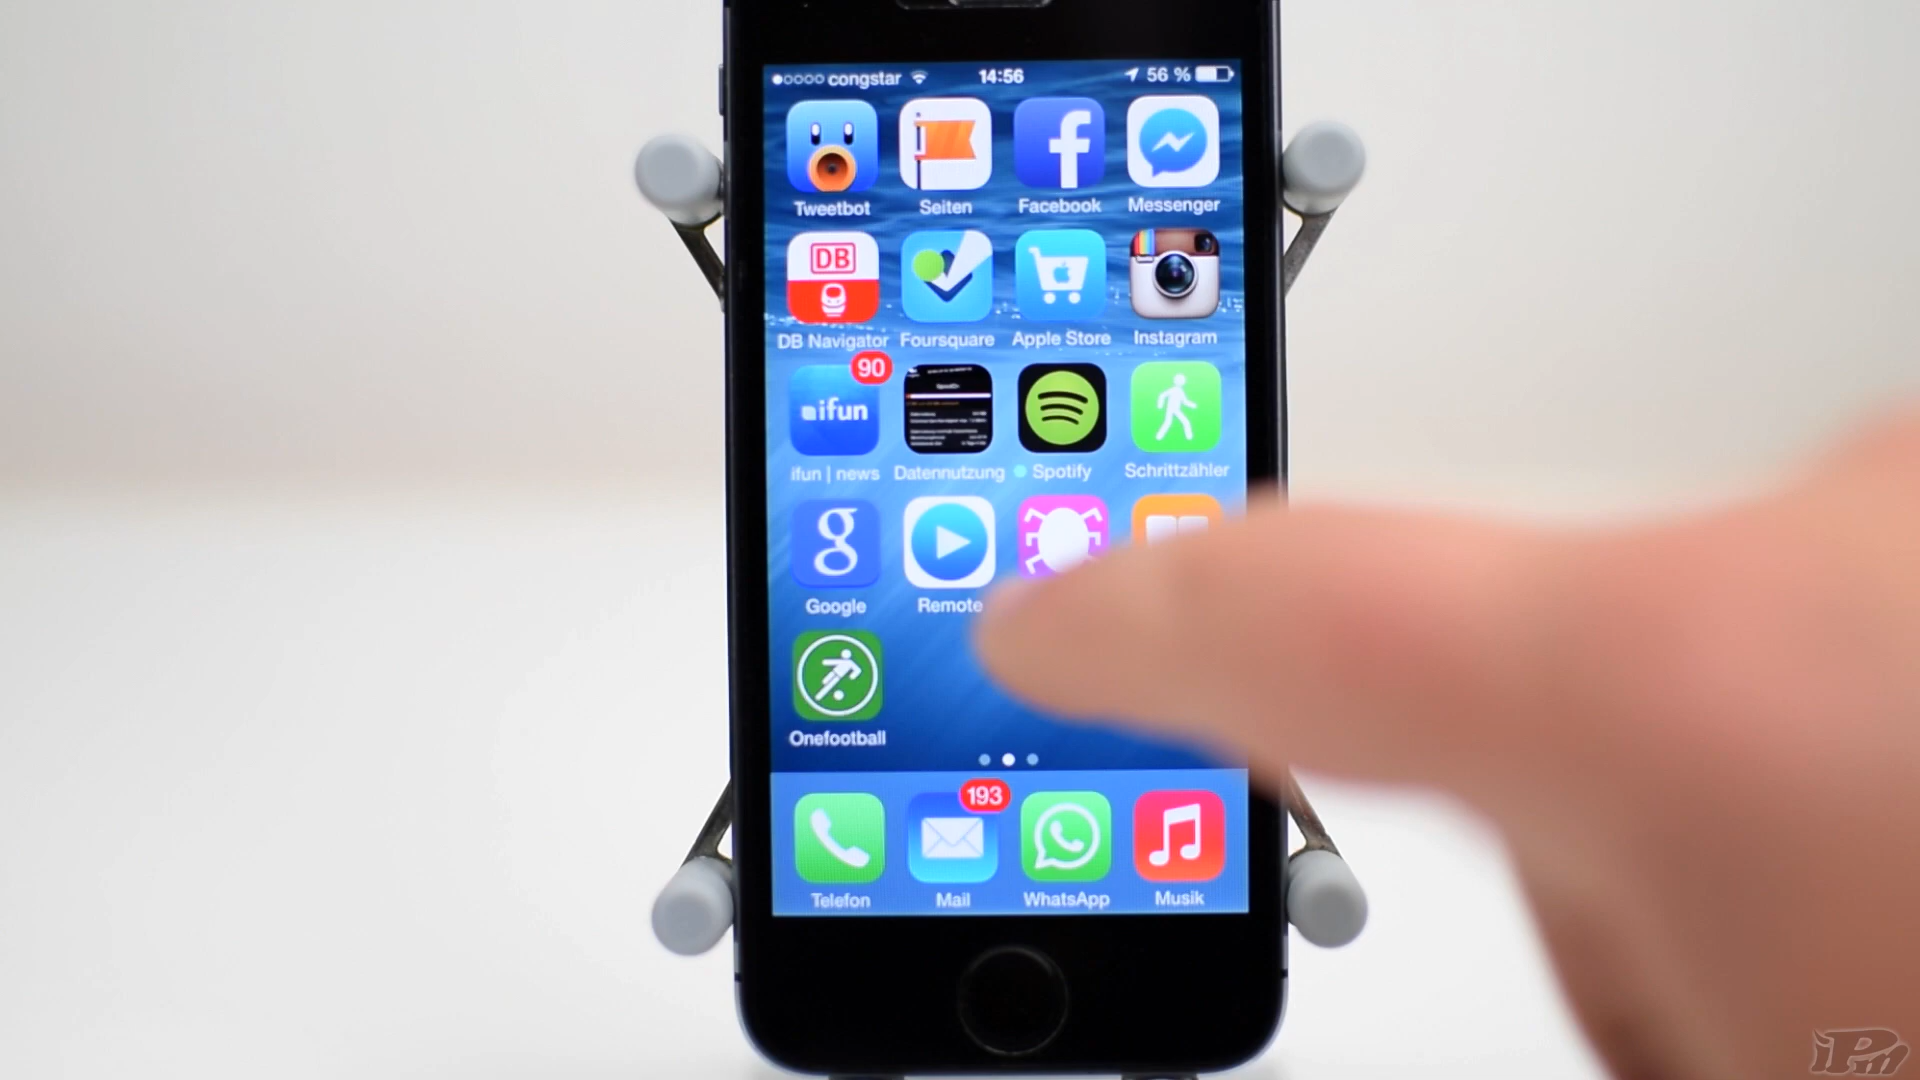 congstar 14:56 56 %
Tweetbot Seiten Facebook Messenger
DB
DB Navigator Foursquare Apple Store Instagram
90
ifun
ifun | news Datennutzung Spotify Schrittzähler
g
Google Remote
Onefootball
193
Telefon Mail WhatsApp Musik
iPm